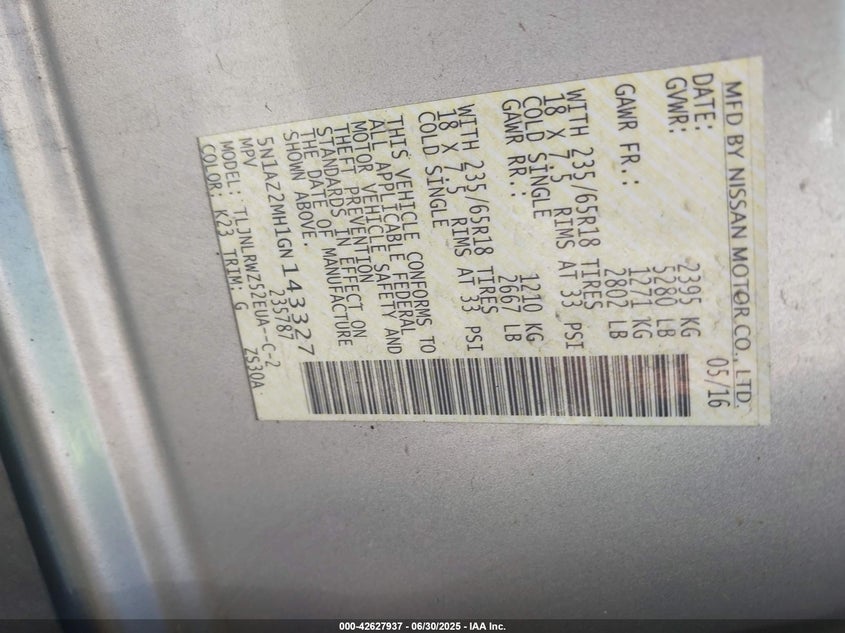 MFD BY NISSAN MOTOR CO., LTD.
DATE: 05/16
GVWR: 2395 KG
5280 LB
GAWR FR.: 1271 KG
2802 LB
WITH 235/65R18 TIRES
18 X 7.5 RIMS AT 33 PSI
COLD SINGLE
GAWR RR.: 1210 KG
2667 LB
WITH 235/65R18 TIRES
18 X 7.5 RIMS AT 33 PSI
COLD SINGLE
THIS VEHICLE CONFORMS TO
ALL APPLICABLE FEDERAL
MOTOR VEHICLE SAFETY AND
THEFT PREVENTION
STANDARDS IN EFFECT ON
THE DATE OF MANUFACTURE
SHOWN ABOVE.
5N1AZ2MH1GN143327
MPV 235787
MODEL: TLJNLRWZ52EUA--C-2
COLOR: K23 TRIM: G ZS30A
000-42627937 - 06/30/2025 - IAA Inc.